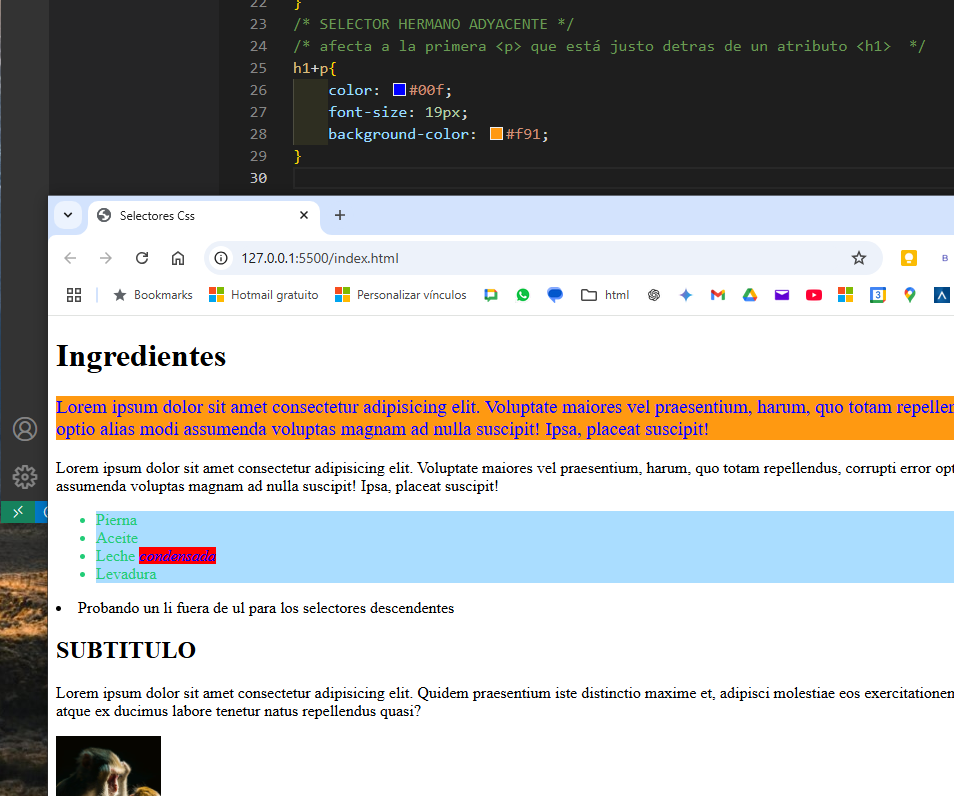 22 }
23 /* SELECTOR HERMANO ADYACENTE */
24 /* afecta a la primera <p> que está justo detras de un atributo <h1>  */
25 h1+p{
26 color: #00f;
27 font-size: 19px;
28 background-color: #f91;
29 }
30
Selectores Css
127.0.0.1:5500/index.html
B
Bookmarks Hotmail gratuito Personalizar vínculos html 3
Ingredientes
Lorem ipsum dolor sit amet consectetur adipisicing elit. Voluptate maiores vel praesentium, harum, quo totam repeller
optio alias modi assumenda voluptas magnam ad nulla suscipit! Ipsa, placeat suscipit!
Lorem ipsum dolor sit amet consectetur adipisicing elit. Voluptate maiores vel praesentium, harum, quo totam repellendus, corrupti error opt
assumenda voluptas magnam ad nulla suscipit! Ipsa, placeat suscipit!
Pierna
Aceite
Leche condensada
Levadura
Probando un li fuera de ul para los selectores descendentes
SUBTITULO
Lorem ipsum dolor sit amet consectetur adipisicing elit. Quidem praesentium iste distinctio maxime et, adipisci molestiae eos exercitationem
atque ex ducimus labore tenetur natus repellendus quasi?